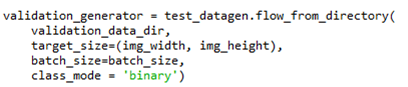 validation_generator = test_datagen.flow_from_directory(
    validation_data_dir,
    target_size=(img_width, img_height),
    batch_size=batch_size,
    class_mode = 'binary')